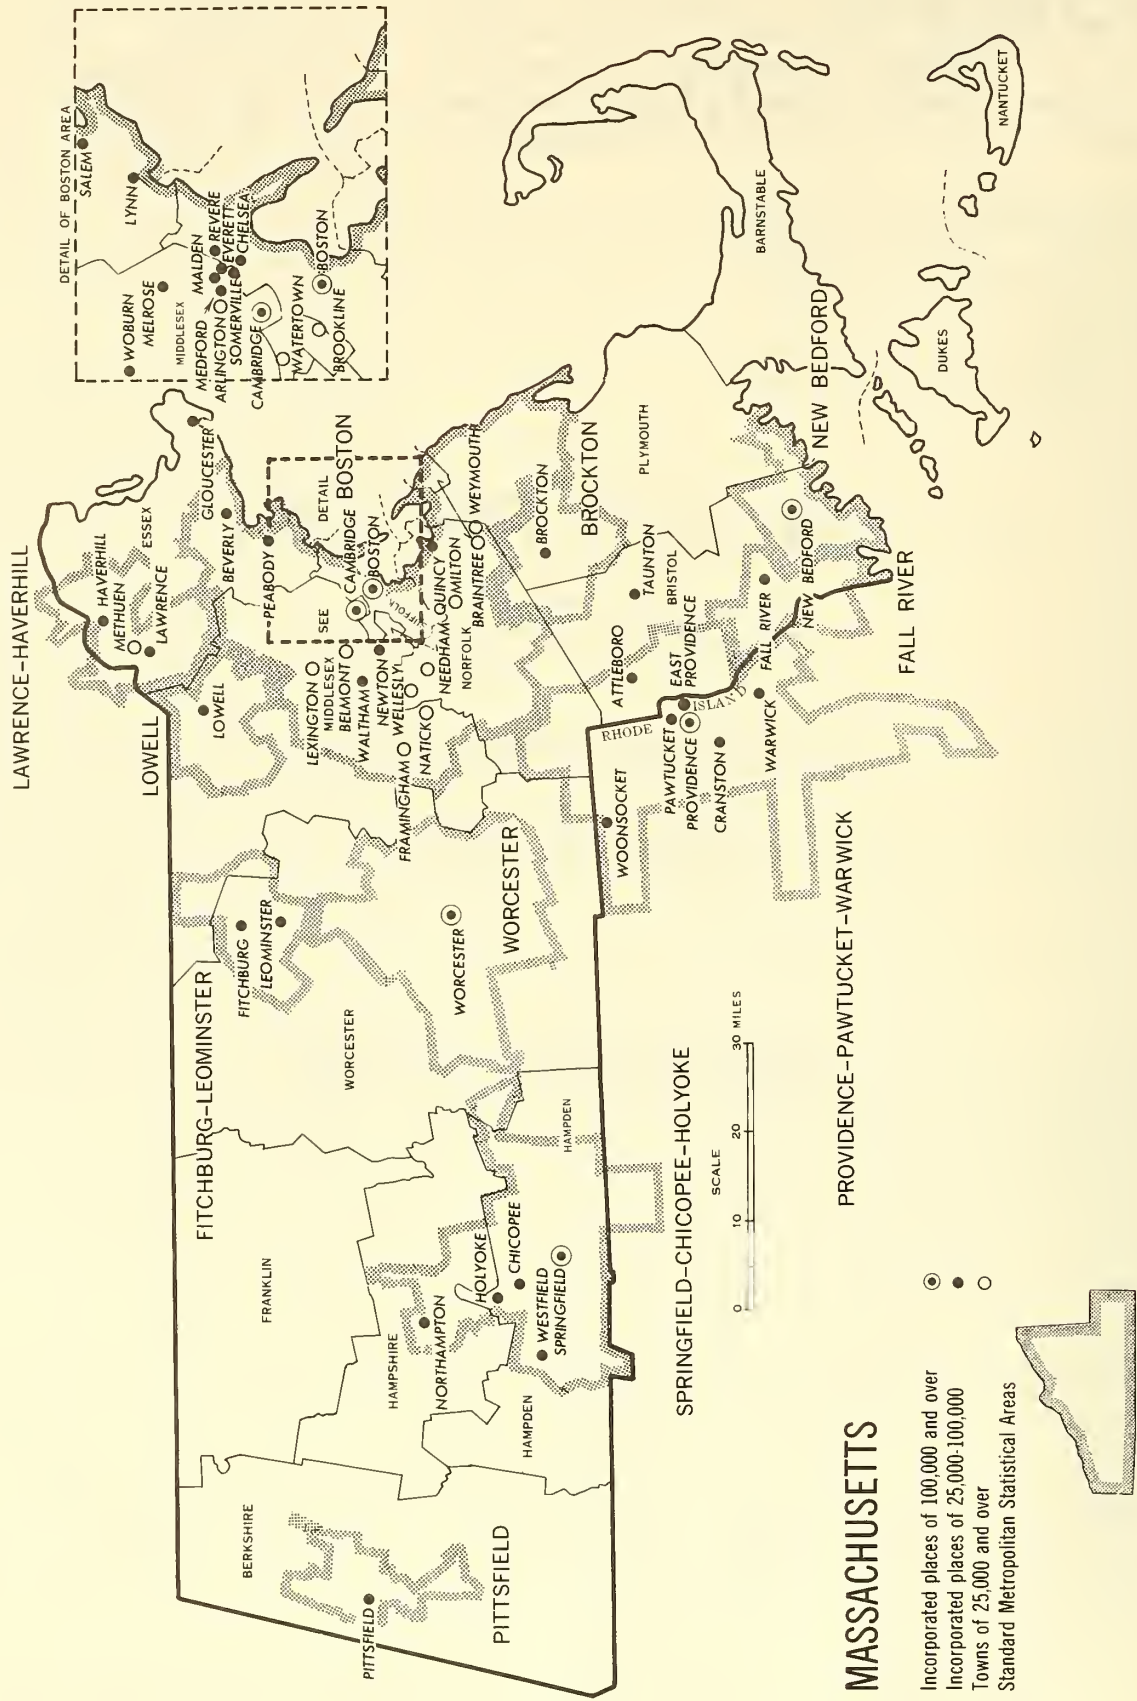 LAWRENCE–HAVERHILL
LOWELL
FITCHBURG–LEOMINSTER
DETAIL OF BOSTON AREA
SALEM
LYNN
WOBURN
MELROSE
MIDDLESEX
MALDEN
REVERE
EVERETT
CHELSEA
MEDFORD
ARLINGTON
SOMERVILLE
CAMBRIDGE
WATERTOWN
BOSTON
BROOKLINE
HAVERHILL
METHUEN
LAWRENCE
ESSEX
GLOUCESTER
BEVERLY
PEABODY
LOWELL
SEE
DETAIL
BOSTON
CAMBRIDGE
BOSTON
SUFFOLK
LEXINGTON
MIDDLESEX
BELMONT
WALTHAM
NEWTON
WELLESLY
NATICK
FRAMINGHAM
NEEDHAM
QUINCY
MILTON
BRAINTREE
WEYMOUTH
NORFOLK
FITCHBURG
LEOMINSTER
WORCESTER
WORCESTER
WORCESTER
BERKSHIRE
FRANKLIN
HAMPSHIRE
NORTHAMPTON
HOLYOKE
CHICOPEE
WESTFIELD
SPRINGFIELD
HAMPDEN
HAMPDEN
PITTSFIELD
PITTSFIELD
BROCKTON
BROCKTON
PLYMOUTH
TAUNTON
BRISTOL
ATTLEBORO
EAST
PROVIDENCE
FALL RIVER
NEW BEDFORD
NEW BEDFORD
FALL RIVER
RHODE ISLAND
WOONSOCKET
PAWTUCKET
PROVIDENCE
CRANSTON
WARWICK
BARNSTABLE
NANTUCKET
DUKES
SPRINGFIELD–CHICOPEE–HOLYOKE
PROVIDENCE–PAWTUCKET–WARWICK
SCALE
0 10 20 30 MILES
MASSACHUSETTS
Incorporated places of 100,000 and over
Incorporated places of 25,000-100,000
Towns of 25,000 and over
Standard Metropolitan Statistical Areas